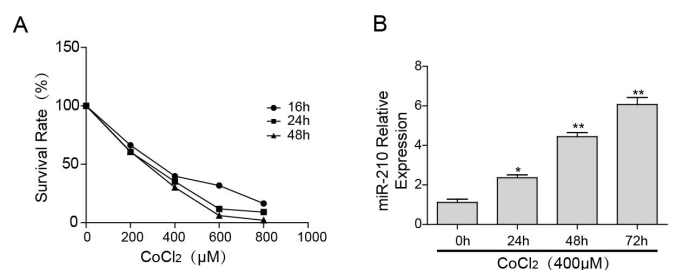 A
150
100
50
0
Survival Rate (%)
16h
24h
48h
0 200 400 600 800 1000
CoCl2 (μM)
B
8
6
4
2
0
miR-210 Relative
Expression
*
**
**
0h 24h 48h 72h
CoCl2 (400μM)